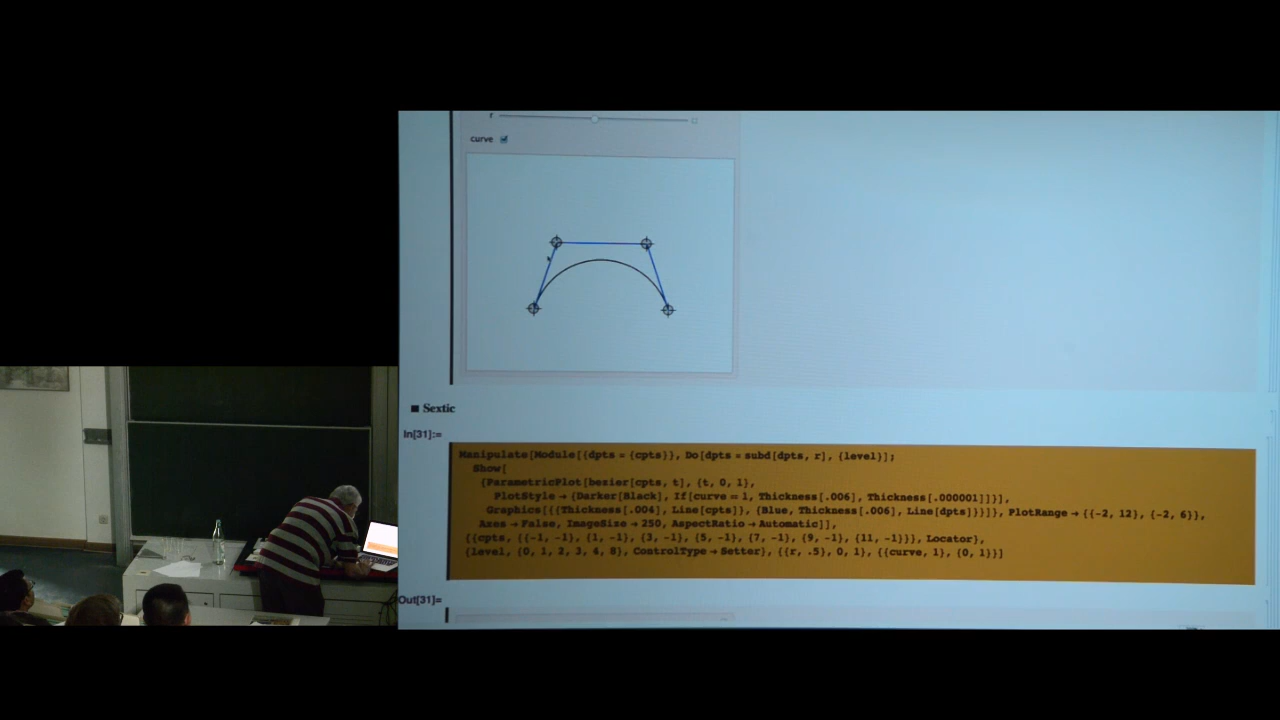 r
curve
■ Sextic
In[31]:=
Manipulate[Module[{dpts = {cpts}}, Do[dpts = subd[dpts, r], {level}];
Show[
{ParametricPlot[bezier[cpts, t], {t, 0, 1},
PlotStyle → {Darker[Black], If[curve = 1, Thickness[.006], Thickness[.000001]]}],
Graphics[{{Thickness[.004], Line[cpts]}, {Blue, Thickness[.006], Line[dpts]}}]}, PlotRange → {{-2, 12}, {-2, 6}},
Axes → False, ImageSize → 250, AspectRatio → Automatic]],
{{cpts, {{-1, -1}, {1, -1}, {3, -1}, {5, -1}, {7, -1}, {9, -1}, {11, -1}}}, Locator},
{level, {0, 1, 2, 3, 4, 8}, ControlType → Setter}, {{r, .5}, 0, 1}, {{curve, 1}, {0, 1}}]
Out[31]=